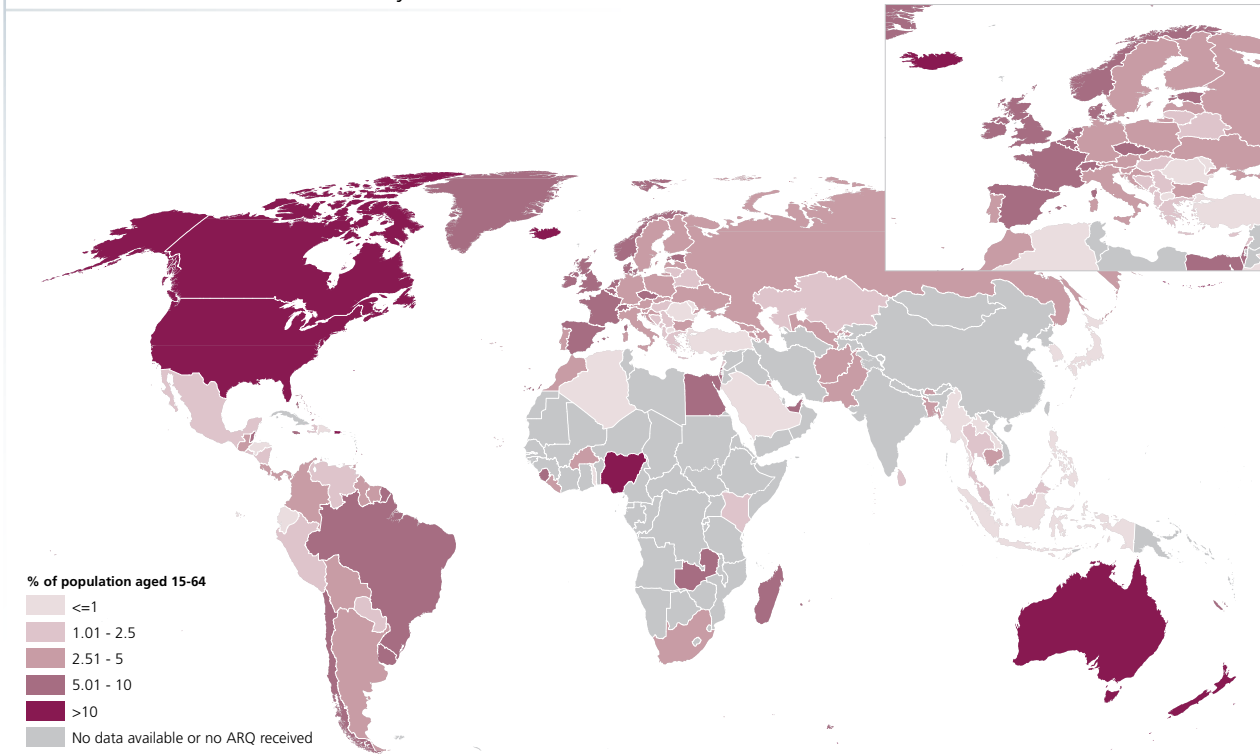 % of population aged 15-64
<=1
1.01 - 2.5
2.51 - 5
5.01 - 10
>10
No data available or no ARQ received